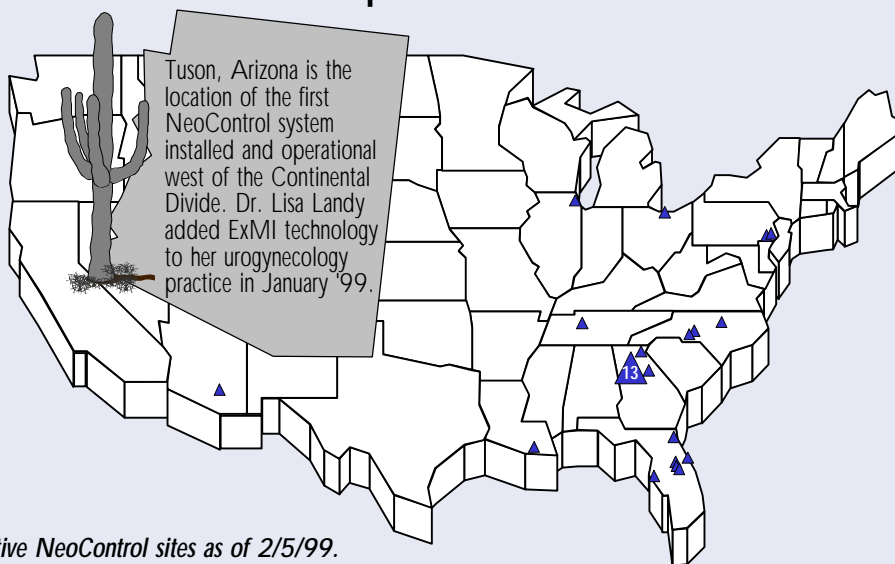 Tuson, Arizona is the
location of the first
NeoControl system
installed and operational
west of the Continental
Divide. Dr. Lisa Landy
added ExMI technology
to her urogynecology
practice in January '99.
13
NeoControl sites as of 2/5/99.